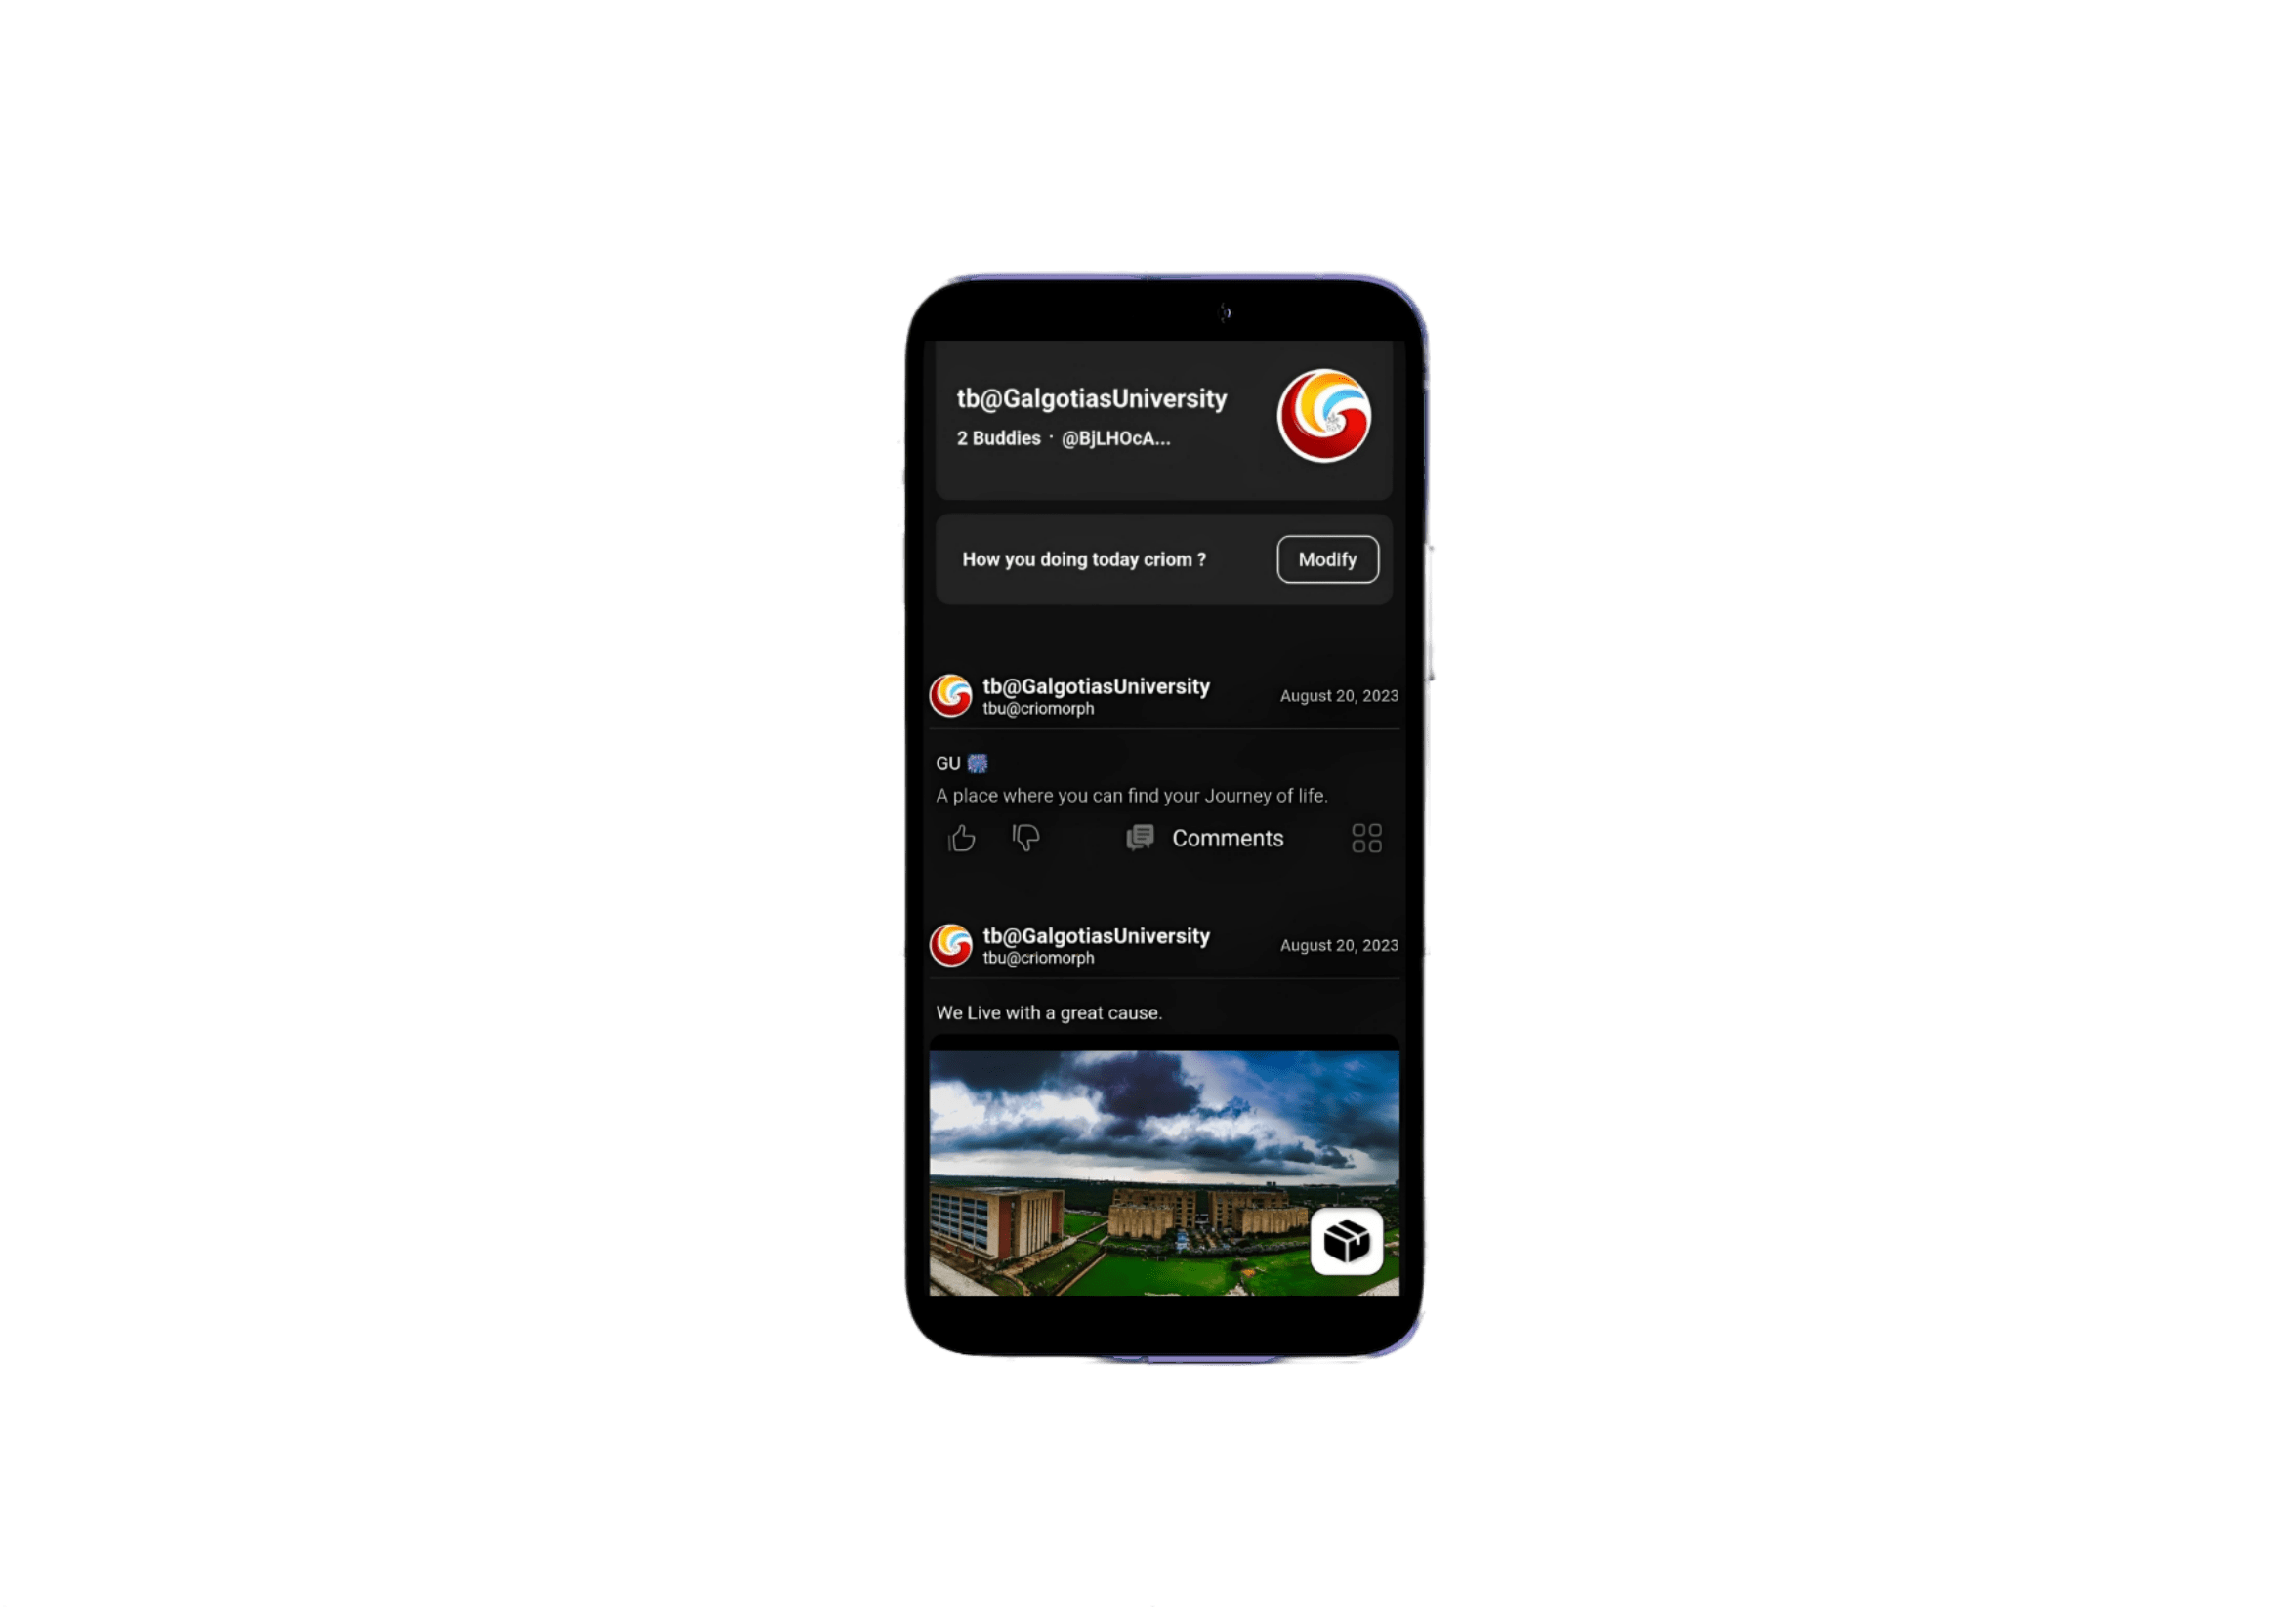 tb@GalgotiasUniversity
2 Buddies · @BjLHOcA...
How you doing today criom ?
Modify
tb@GalgotiasUniversity
tbu@criomorph
August 20, 2023
GU
A place where you can find your Journey of life.
Comments
tb@GalgotiasUniversity
tbu@criomorph
August 20, 2023
We Live with a great cause.